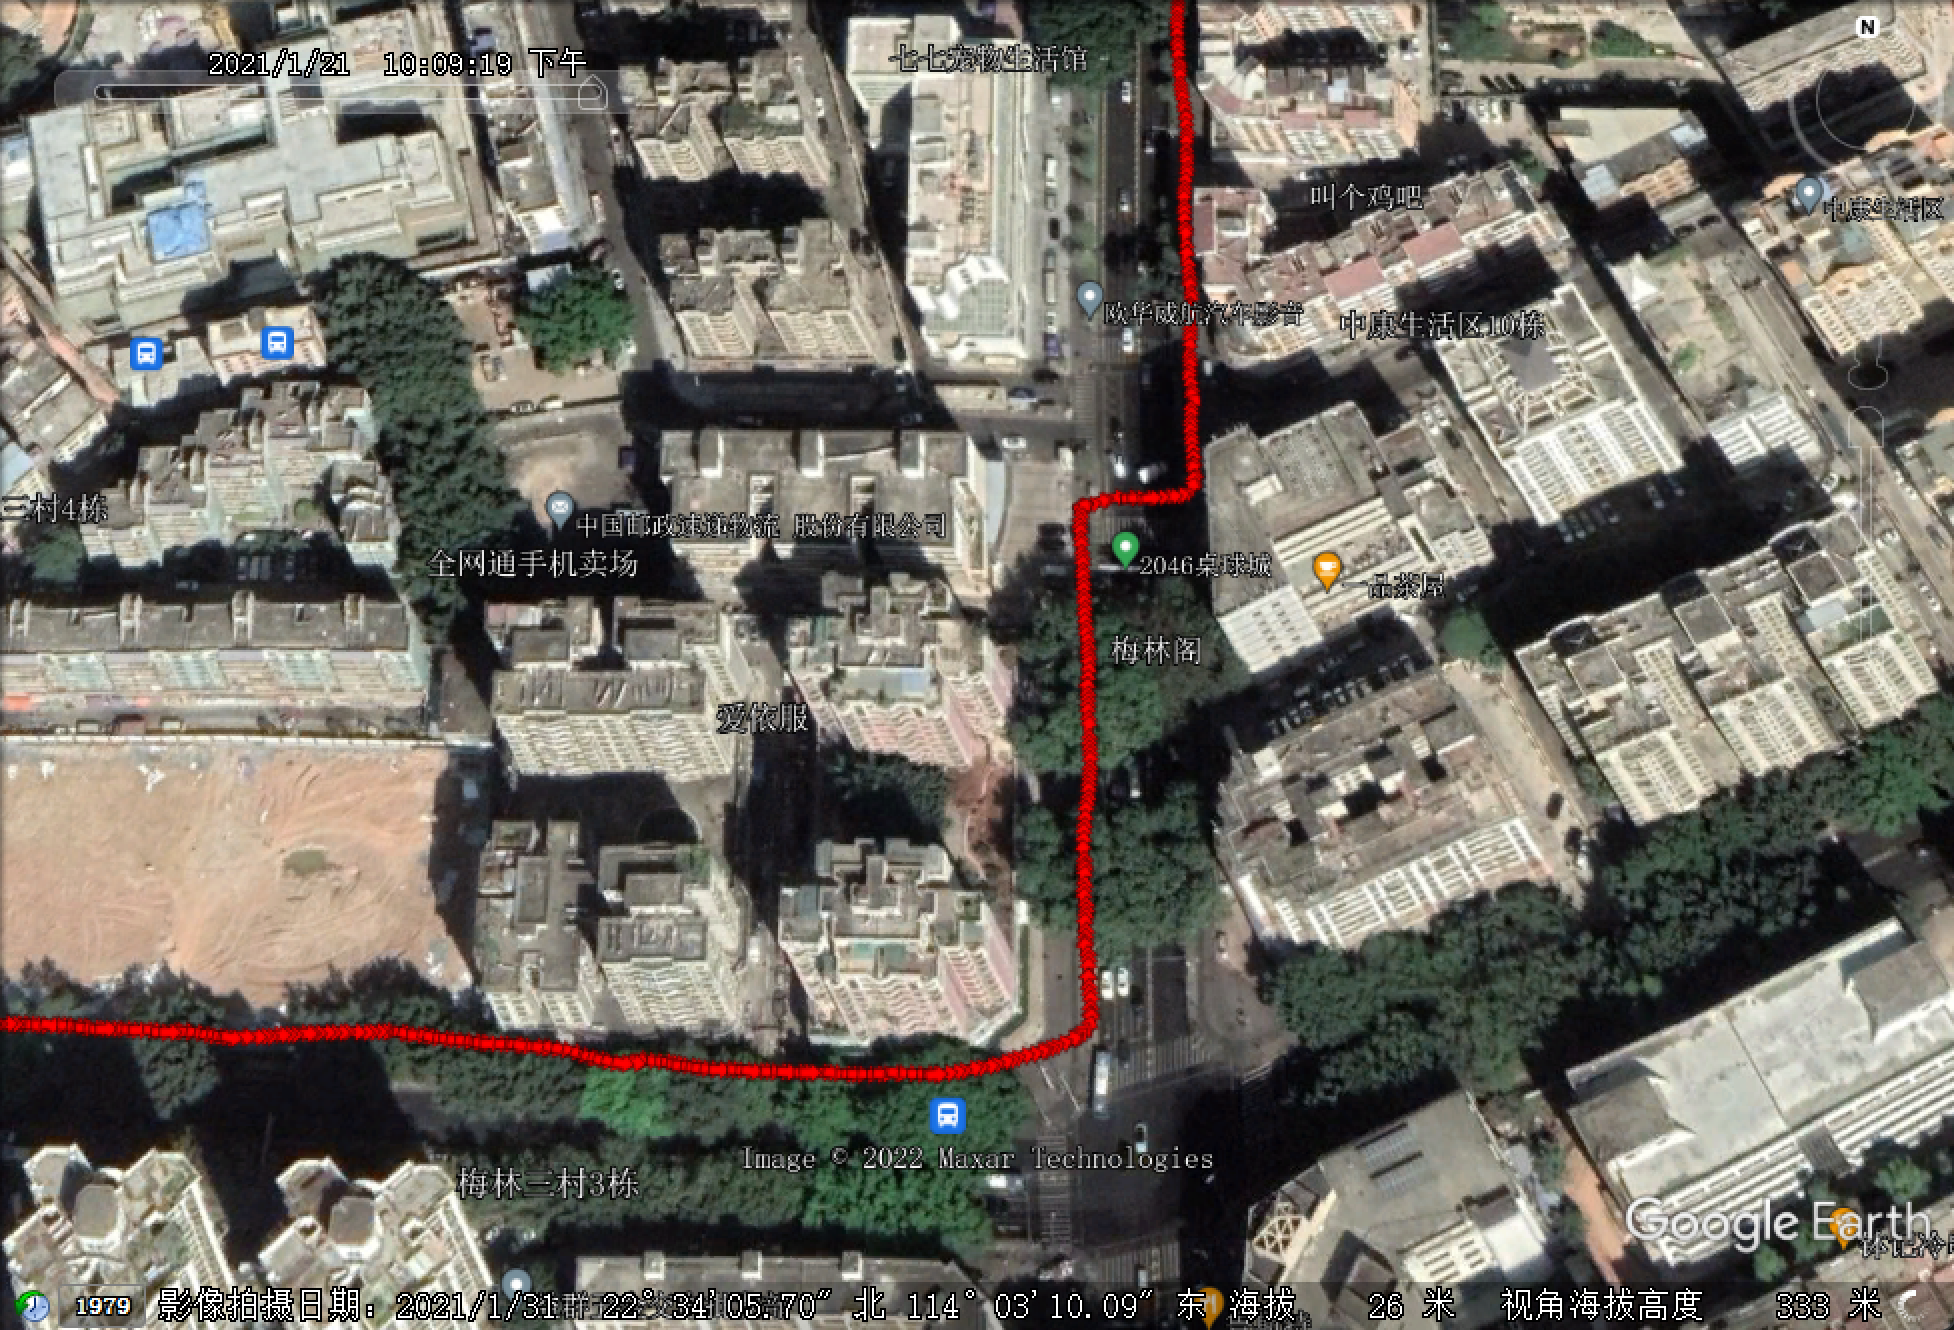 N
2021/1/21 10:09:19 下午
七七宠物生活馆
叫个鸡吧
中康生活区
欧华威航汽车影音
中康生活区10栋
三村4栋
中国邮政速递物流 股份有限公司
全网通手机卖场
2046桌球城
一品茶屋
梅林阁
爱依服
Image © 2022 Maxar Technologies
梅林三村3栋
Google Earth
1979
影像拍摄日期: 2021/1/31 22°34'05.70" 北 114°03'10.09" 东 海拔 26 米 视角海拔高度 333 米